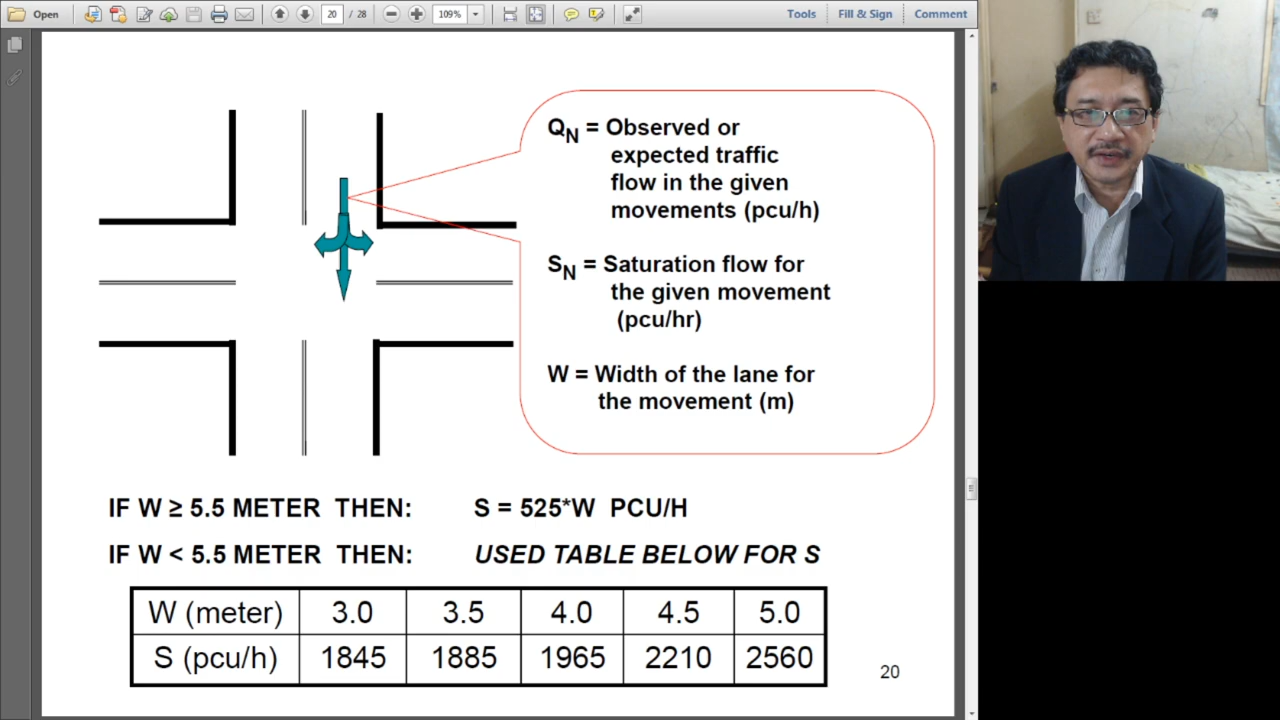 Open
20 / 28
109%
Tools
Fill & Sign
Comment
QN = Observed or
expected traffic
flow in the given
movements (pcu/h)
SN = Saturation flow for
the given movement
(pcu/hr)
W = Width of the lane for
the movement (m)
IF W ≥ 5.5 METER THEN: S = 525*W PCU/H
IF W < 5.5 METER THEN: USED TABLE BELOW FOR S
W (meter) 3.0 3.5 4.0 4.5 5.0
S (pcu/h) 1845 1885 1965 2210 2560
20